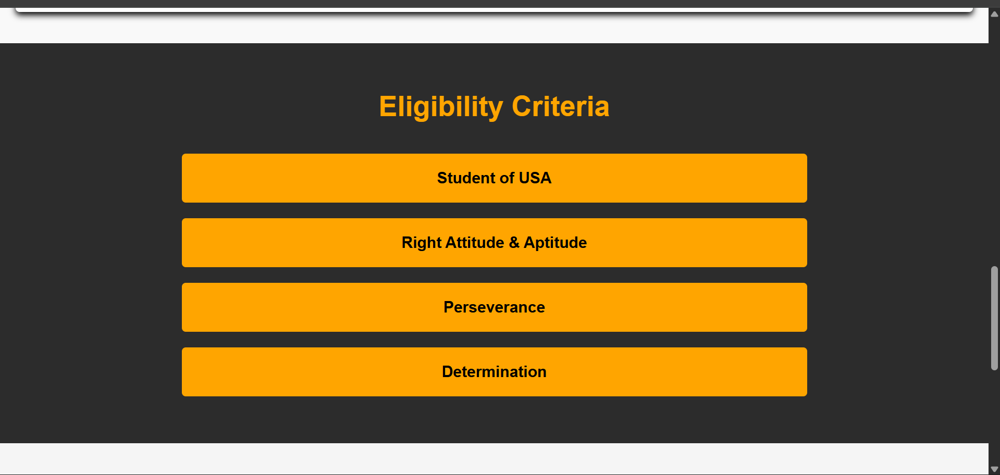 Eligibility Criteria
Student of USA
Right Attitude & Aptitude
Perseverance
Determination